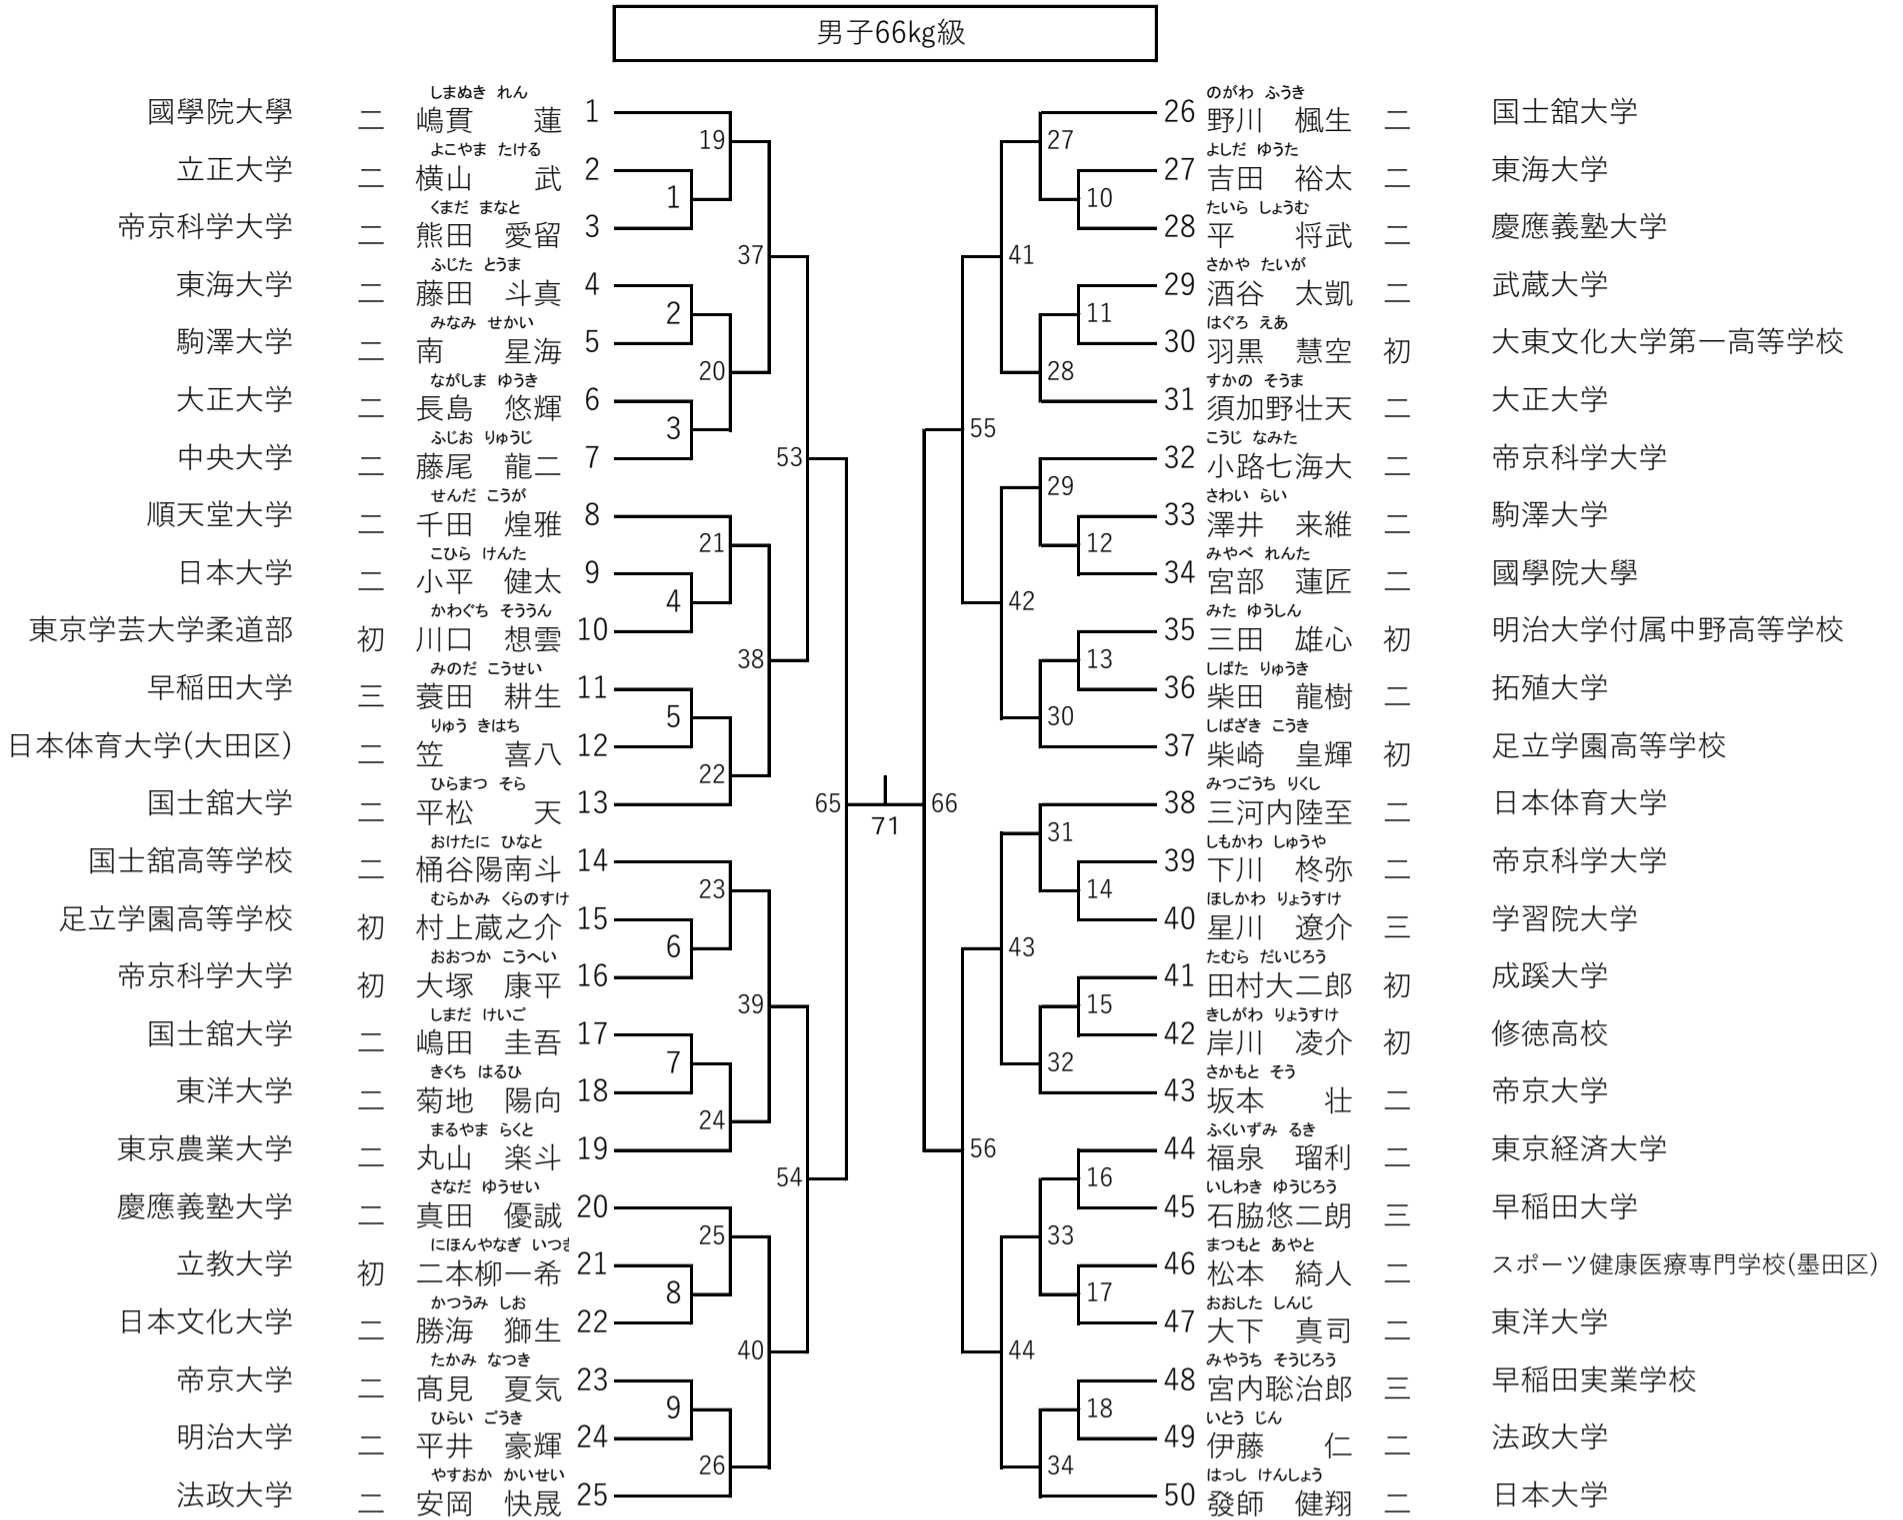 男子66kg級
しまぬき れん
國學院大學 二 嶋貫 蓮 1
よこやま たける
立正大学 二 横山 武 2
くまだ まなと
帝京科学大学 二 熊田 愛留 3
ふじた とうま
東海大学 二 藤田 斗真 4
みなみ せかい
駒澤大学 二 南 星海 5
ながしま ゆうき
大正大学 二 長島 悠輝 6
ふじお りゅうじ
中央大学 二 藤尾 龍二 7
せんだ こうが
順天堂大学 二 千田 煌雅 8
こひら けんた
日本大学 二 小平 健太 9
かわぐち そううん
東京学芸大学柔道部 初 川口 想雲 10
みのだ こうせい
早稲田大学 三 蓑田 耕生 11
りゅう きはち
日本体育大学(大田区) 二 笠 喜八 12
ひらまつ そら
国士舘大学 二 平松 天 13
おけたに ひなと
国士舘高等学校 二 桶谷陽南斗 14
むらかみ くらのすけ
足立学園高等学校 初 村上蔵之介 15
おおつか こうへい
帝京科学大学 初 大塚 康平 16
しまだ けいご
国士舘大学 二 嶋田 圭吾 17
きくち はるひ
東洋大学 二 菊地 陽向 18
まるやま らくと
東京農業大学 二 丸山 楽斗 19
さなだ ゆうせい
慶應義塾大学 二 真田 優誠 20
にほんやなぎ いつき
立教大学 初 二本柳一希 21
かつうみ しお
日本文化大学 二 勝海 獅生 22
たかみ なつき
帝京大学 二 髙見 夏気 23
ひらい ごうき
明治大学 二 平井 豪輝 24
やすおか かいせい
法政大学 二 安岡 快晟 25
1
2
3
4
5
6
7
8
9
19
20
21
22
23
24
25
26
37
38
39
40
53
54
65
71
66
55
56
41
42
43
44
27
28
29
30
31
32
33
34
10
11
12
13
14
15
16
17
18
のがわ ふうき
26 野川 楓生 二 国士舘大学
よしだ ゆうた
27 吉田 裕太 二 東海大学
たいら しょうむ
28 平 将武 二 慶應義塾大学
さかや たいが
29 酒谷 太凱 二 武蔵大学
はぐろ えあ
30 羽黒 慧空 初 大東文化大学第一高等学校
すかの そうま
31 須加野壮天 二 大正大学
こうじ なみた
32 小路七海大 二 帝京科学大学
さわい らい
33 澤井 来維 二 駒澤大学
みやべ れんた
34 宮部 蓮匠 二 國學院大學
みた ゆうしん
35 三田 雄心 初 明治大学付属中野高等学校
しばた りゅうき
36 柴田 龍樹 二 拓殖大学
しばざき こうき
37 柴崎 皇輝 初 足立学園高等学校
みつごうち りくし
38 三河内陸至 二 日本体育大学
しもかわ しゅうや
39 下川 柊弥 二 帝京科学大学
ほしかわ りょうすけ
40 星川 遼介 三 学習院大学
たむら だいじろう
41 田村大二郎 初 成蹊大学
きしがわ りょうすけ
42 岸川 凌介 初 修徳高校
さかもと そう
43 坂本 壮 二 帝京大学
ふくいずみ るき
44 福泉 瑠利 二 東京経済大学
いしわき ゆうじろう
45 石脇悠二朗 三 早稲田大学
まつもと あやと
46 松本 綺人 二 スポーツ健康医療専門学校(墨田区)
おおした しんじ
47 大下 真司 二 東洋大学
みやうち そうじろう
48 宮内聡治郎 三 早稲田実業学校
いとう じん
49 伊藤 仁 二 法政大学
はっし けんしょう
50 發師 健翔 二 日本大学